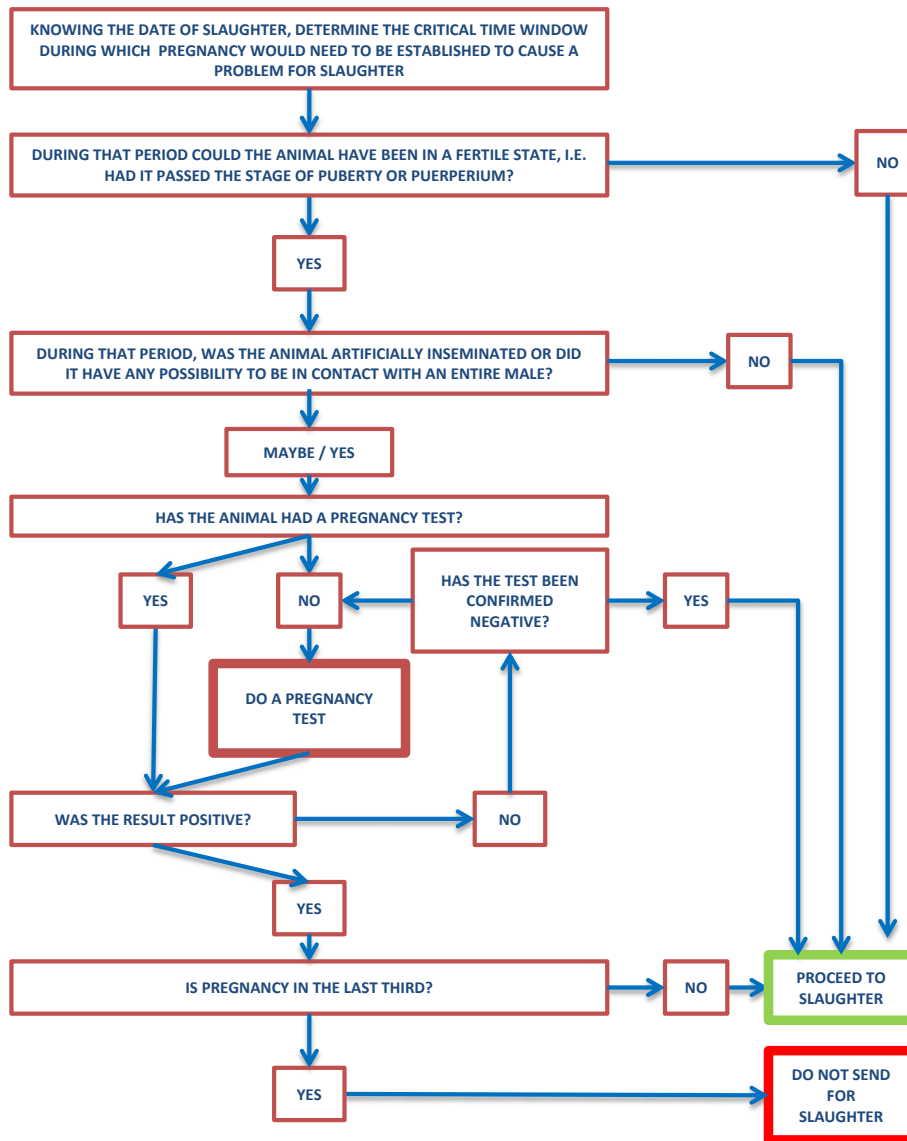 KNOWING THE DATE OF SLAUGHTER, DETERMINE THE CRITICAL TIME WINDOW
DURING WHICH PREGNANCY WOULD NEED TO BE ESTABLISHED TO CAUSE A
PROBLEM FOR SLAUGHTER
DURING THAT PERIOD COULD THE ANIMAL HAVE BEEN IN A FERTILE STATE, I.E.
HAD IT PASSED THE STAGE OF PUBERTY OR PUERPERIUM?
NO
YES
DURING THAT PERIOD, WAS THE ANIMAL ARTIFICIALLY INSEMINATED OR DID
IT HAVE ANY POSSIBILITY TO BE IN CONTACT WITH AN ENTIRE MALE?
NO
MAYBE / YES
HAS THE ANIMAL HAD A PREGNANCY TEST?
YES
NO
HAS THE TEST BEEN
CONFIRMED
NEGATIVE?
YES
DO A PREGNANCY
TEST
WAS THE RESULT POSITIVE?
NO
YES
IS PREGNANCY IN THE LAST THIRD?
NO
PROCEED TO
SLAUGHTER
YES
DO NOT SEND
FOR
SLAUGHTER